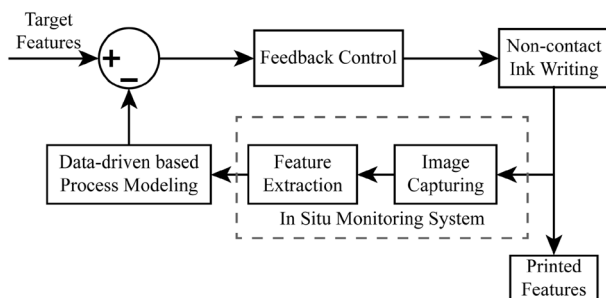 Target
Features
+
−
Feedback Control
Non-contact
Ink Writing
Data-driven based
Process Modeling
Feature
Extraction
Image
Capturing
In Situ Monitoring System
Printed
Features